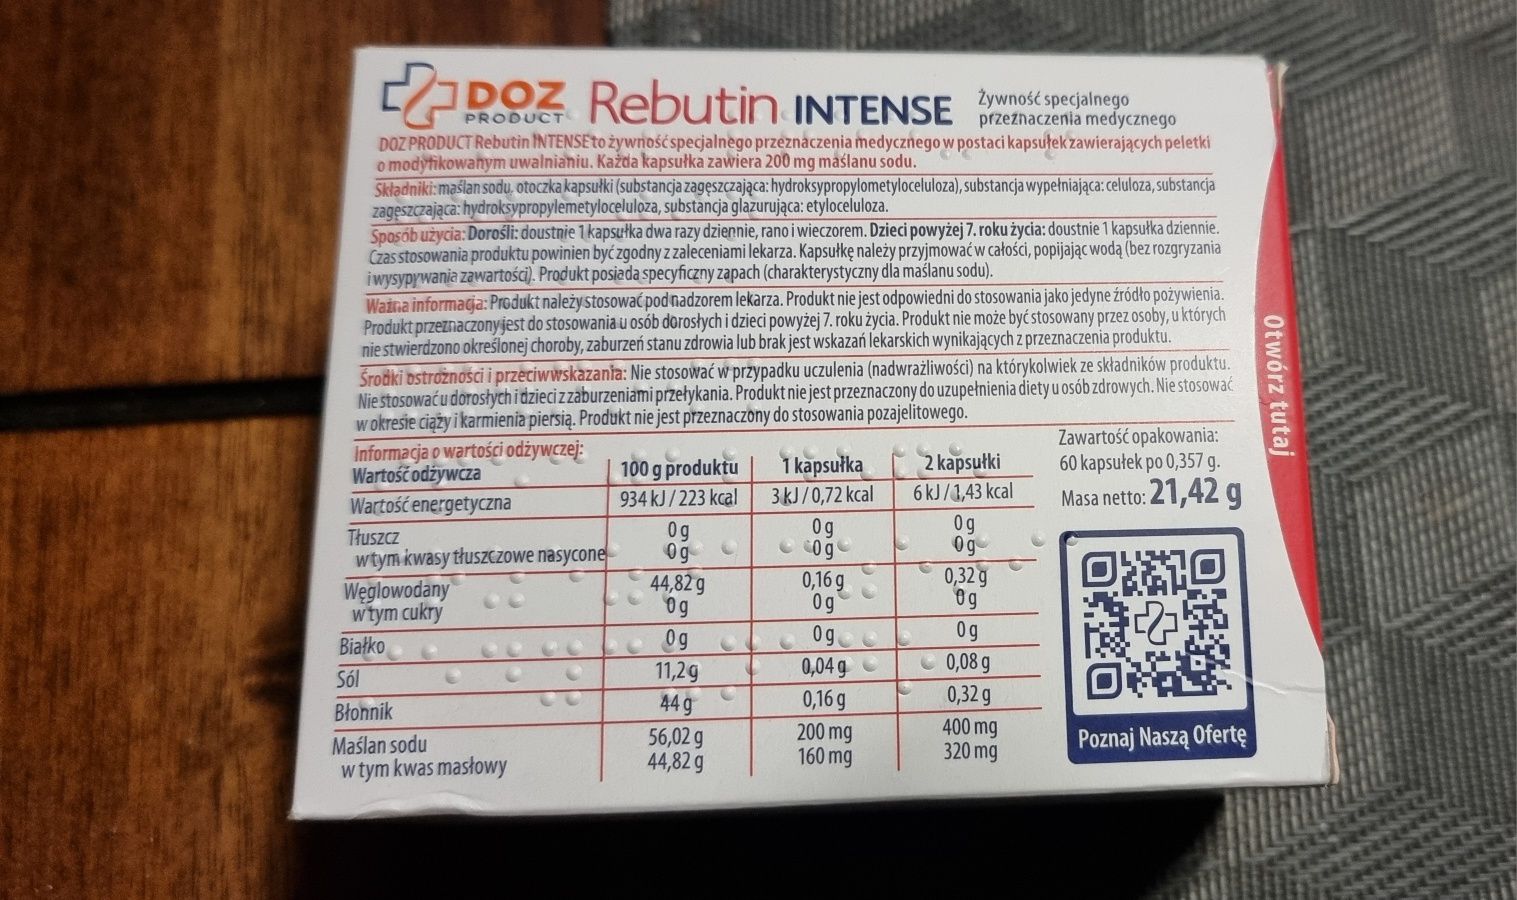 DOZ
PRODUCT
Rebutin INTENSE
Żywność specjalnego
przeznaczenia medycznego
DOZ PRODUCT Rebutin INTENSE to żywność specjalnego przeznaczenia medycznego w postaci kapsułek zawierających peletki
o modyfikowanym uwalnianiu. Każda kapsułka zawiera 200 mg maślanu sodu.
Składniki: maślan sodu, otoczka kapsułki (substancja zagęszczająca: hydroksypropylometyloceluloza), substancja wypełniająca: celuloza, substancja
zagęszczająca: hydroksypropylemetyloceluloza, substancja glazurująca: etyloceluloza.
Sposób użycia: Dorośli: doustnie 1 kapsułka dwa razy dziennie, rano i wieczorem. Dzieci powyżej 7. roku życia: doustnie 1 kapsułka dziennie.
Czas stosowania produktu powinien być zgodny z zaleceniami lekarza. Kapsułkę należy przyjmować w całości, popijając wodą (bez rozgryzania
i wysypywania zawartości). Produkt posiada specyficzny zapach (charakterystyczny dla maślanu sodu).
Ważna informacja: Produkt należy stosować pod nadzorem lekarza. Produkt nie jest odpowiedni do stosowania jako jedyne źródło pożywienia.
Produkt przeznaczony jest do stosowania u osób dorosłych i dzieci powyżej 7. roku życia. Produkt nie może być stosowany przez osoby, u których
nie stwierdzono określonej choroby, zaburzeń stanu zdrowia lub brak jest wskazań lekarskich wynikających z przeznaczenia produktu.
Środki ostrożności i przeciwwskazania: Nie stosować w przypadku uczulenia (nadwrażliwości) na którykolwiek ze składników produktu.
Nie stosować u dorosłych i dzieci z zaburzeniami przełykania. Produkt nie jest przeznaczony do uzupełnienia diety u osób zdrowych. Nie stosować
w okresie ciąży i karmienia piersią. Produkt nie jest przeznaczony do stosowania pozajelitowego.
Informacja o wartości odżywczej:
Wartość odżywcza 100 g produktu 1 kapsułka 2 kapsułki
Wartość energetyczna 934 kJ / 223 kcal 3 kJ / 0,72 kcal 6 kJ / 1,43 kcal
Tłuszcz 0 g 0 g 0 g
w tym kwasy tłuszczowe nasycone 0 g 0 g 0 g
Węglowodany 44,82 g 0,16 g 0,32 g
w tym cukry 0 g 0 g 0 g
Białko 0 g 0 g 0 g
Sól 11,2 g 0,04 g 0,08 g
Błonnik 44 g 0,16 g 0,32 g
Maślan sodu 56,02 g 200 mg 400 mg
w tym kwas masłowy 44,82 g 160 mg 320 mg
Zawartość opakowania:
60 kapsułek po 0,357 g.
Masa netto: 21,42 g
Poznaj Naszą Ofertę
Otwórz tutaj